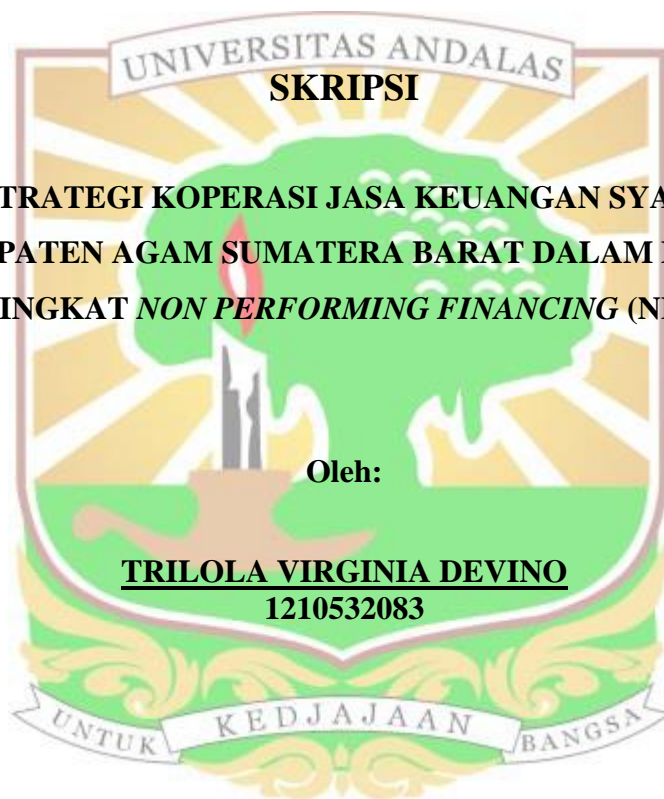 UNIVERSITAS ANDALAS
SKRIPSI
TRATEGI KOPERASI JASA KEUANGAN SYA
PATEN AGAM SUMATERA BARAT DALAM
INGKAT NON PERFORMING FINANCING (N
Oleh:
TRILOLA VIRGINIA DEVINO
1210532083
UNTUK KEDJAJAAN BANGSA